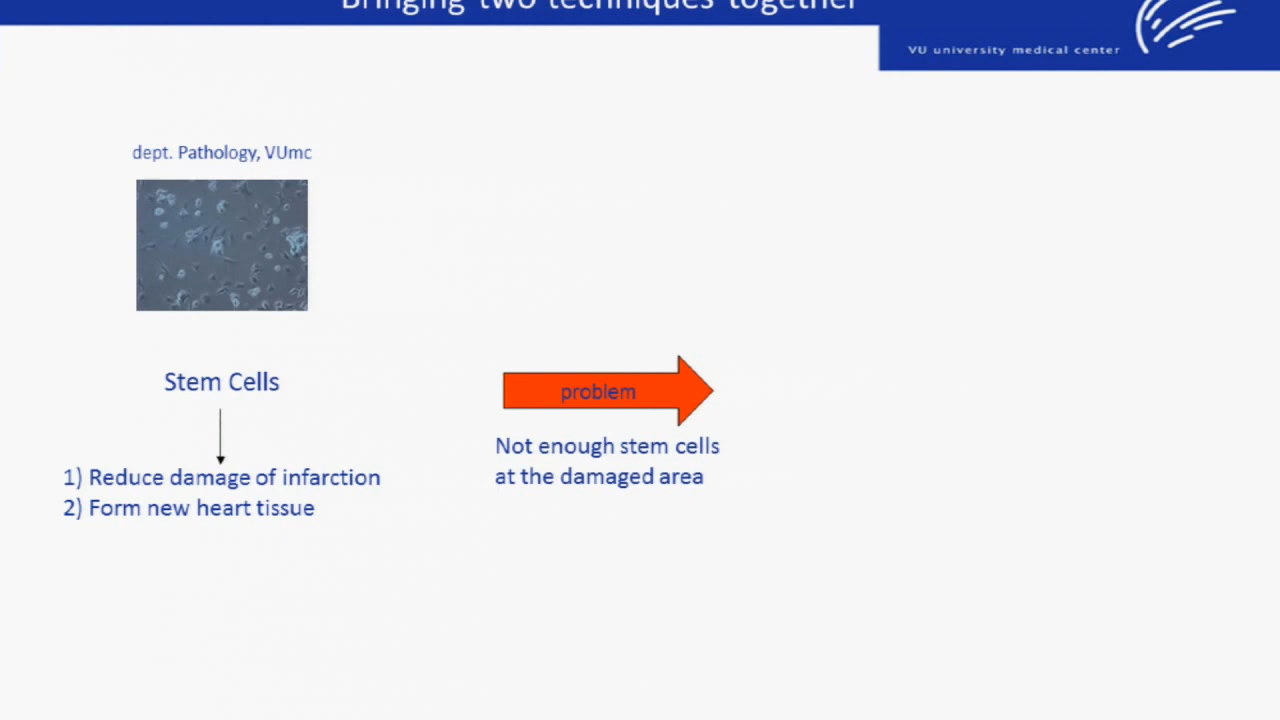 Bringing two techniques together
VU university medical center
dept. Pathology, VUmc
Stem Cells
1) Reduce damage of infarction
2) Form new heart tissue
problem
Not enough stem cells
at the damaged area